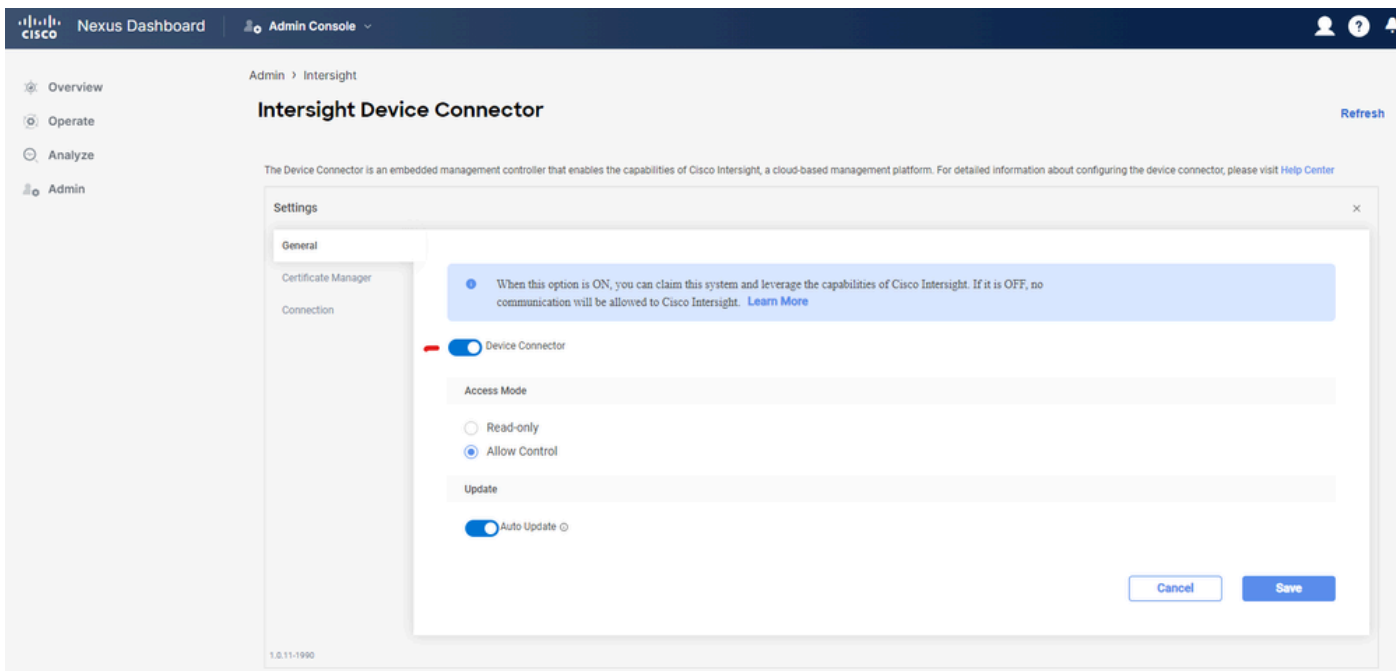 CISCO Nexus Dashboard Admin Console
Admin > Intersight
Overview
Operate
Analyze
Admin
Intersight Device Connector
Refresh
The Device Connector is an embedded management controller that enables the capabilities of Cisco Intersight, a cloud-based management platform. For detailed information about configuring the device connector, please visit Help Center
Settings
General
Certificate Manager
Connection
When this option is ON, you can claim this system and leverage the capabilities of Cisco Intersight. If it is OFF, no
communication will be allowed to Cisco Intersight. Learn More
Device Connector
Access Mode
Read-only
Allow Control
Update
Auto Update
Cancel Save
1.0.11-1990